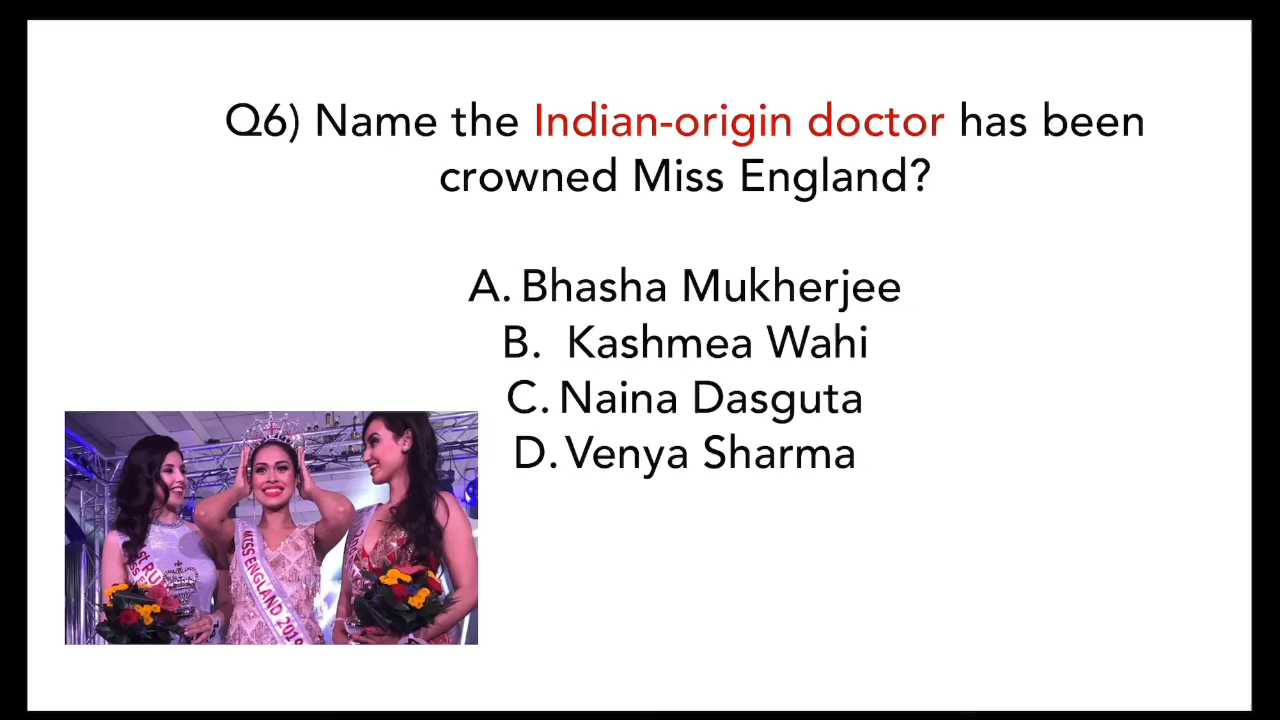 Q6) Name the Indian-origin doctor has been
crowned Miss England?
A. Bhasha Mukherjee
B. Kashmea Wahi
C. Naina Dasguta
D. Venya Sharma
MISS ENGLAND 2019